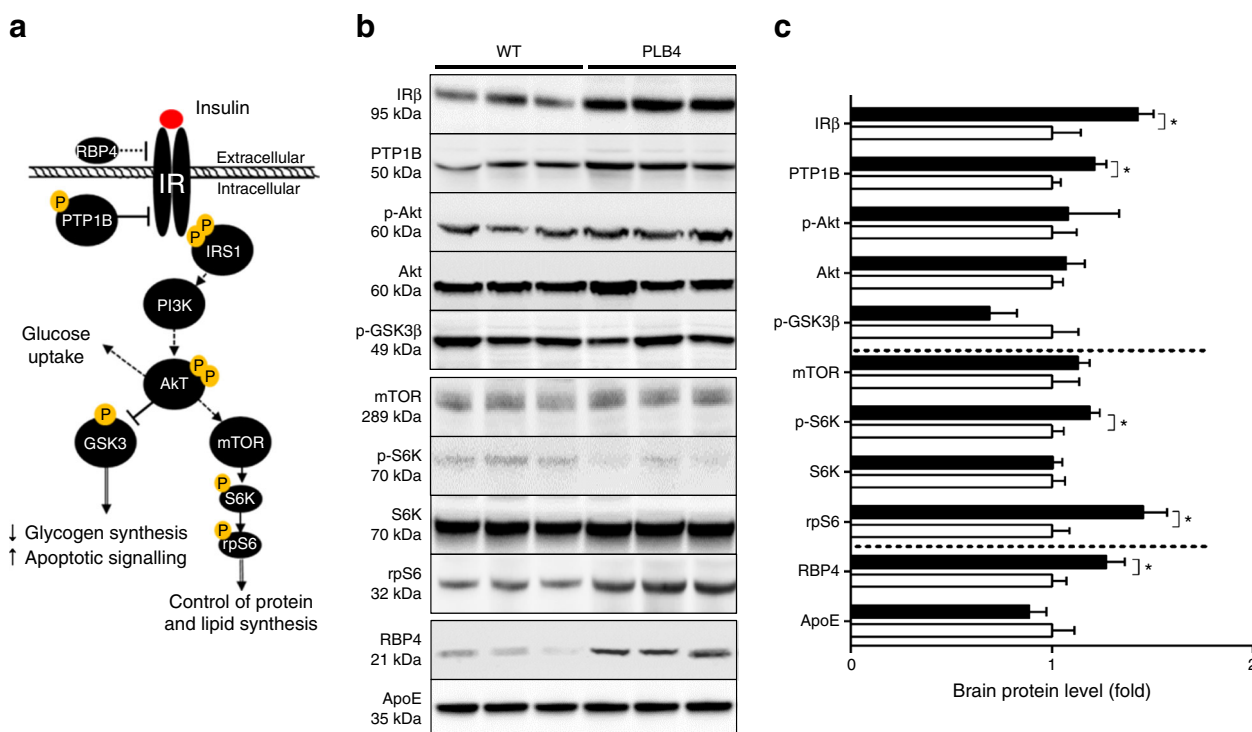 a
Insulin
RBP4
Extracellular
Intracellular
IR
P
PTP1B
P
P
IRS1
PI3K
Glucose
uptake
AkT
P
P
P
GSK3
mTOR
P
S6K
P
rpS6
↓ Glycogen synthesis
↑ Apoptotic signalling
Control of protein
and lipid synthesis
b
WT
PLB4
IRβ
95 kDa
PTP1B
50 kDa
p-Akt
60 kDa
Akt
60 kDa
p-GSK3β
49 kDa
mTOR
289 kDa
p-S6K
70 kDa
S6K
70 kDa
rpS6
32 kDa
RBP4
21 kDa
ApoE
35 kDa
c
IRβ
*
PTP1B
*
p-Akt
Akt
p-GSK3β
mTOR
p-S6K
*
S6K
rpS6
*
RBP4
*
ApoE
0 1 2
Brain protein level (fold)